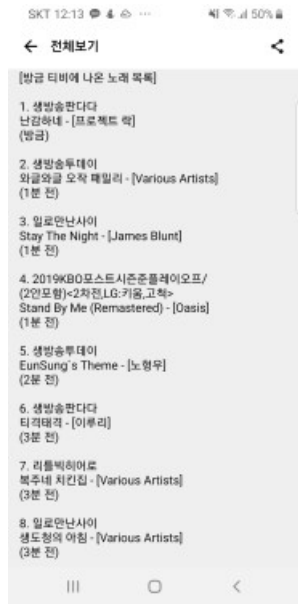 SKT 12:13
50%
전체보기
[방금 티비에 나온 노래 목록]
1. 생방송판다다
난감하네 - [프로젝트 락]
(방금)
2. 생방송투데이
와글와글 오작 패밀리 - [Various Artists]
(1분 전)
3. 일로만난사이
Stay The Night - [James Blunt]
(1분 전)
4. 2019KBO포스트시즌준플레이오프/
(2안포함)<2차전,LG:키움,고척>
Stand By Me (Remastered) - [Oasis]
(1분 전)
5. 생방송투데이
EunSung`s Theme - [노형우]
(2분 전)
6. 생방송판다다
티격태격 - [이루리]
(3분 전)
7. 리틀빅히어로
복주네 치킨집 - [Various Artists]
(3분 전)
8. 일로만난사이
생도청의 아침 - [Various Artists]
(3분 전)